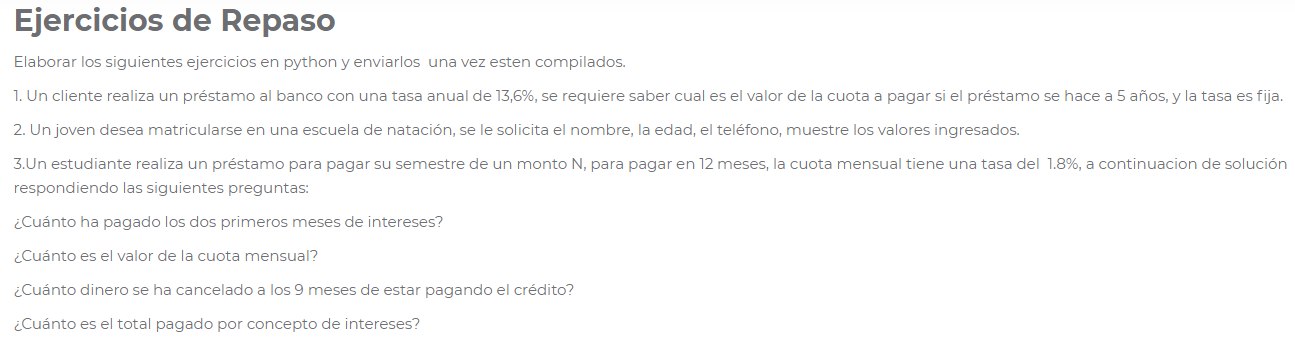 Ejercicios de Repaso
Elaborar los siguientes ejercicios en python y enviarlos  una vez esten compilados.
1. Un cliente realiza un préstamo al banco con una tasa anual de 13,6%, se requiere saber cual es el valor de la cuota a pagar si el préstamo se hace a 5 años, y la tasa es fija.
2. Un joven desea matricularse en una escuela de natación, se le solicita el nombre, la edad, el teléfono, muestre los valores ingresados.
3.Un estudiante realiza un préstamo para pagar su semestre de un monto N, para pagar en 12 meses, la cuota mensual tiene una tasa del  1.8%, a continuacion de solución
respondiendo las siguientes preguntas:
¿Cuánto ha pagado los dos primeros meses de intereses?
¿Cuánto es el valor de la cuota mensual?
¿Cuánto dinero se ha cancelado a los 9 meses de estar pagando el crédito?
¿Cuánto es el total pagado por concepto de intereses?